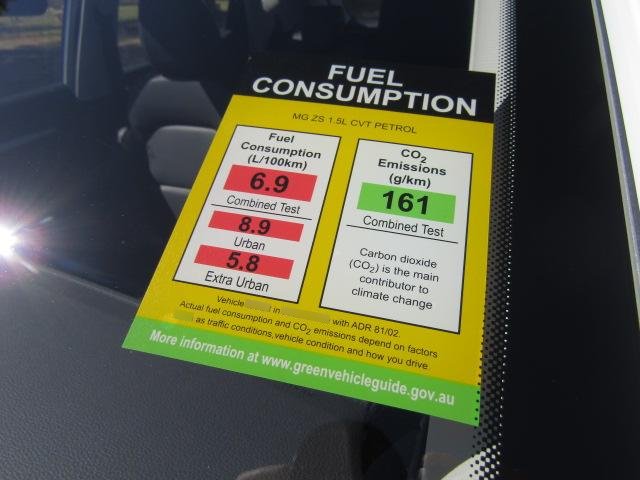 FUEL
CONSUMPTION
MG ZS 1.5L CVT PETROL
Fuel
Consumption
(L/100km)
6.9
Combined Test
8.9
Urban
5.8
Extra Urban
CO2
Emissions
(g/km)
161
Combined Test
Carbon dioxide
(CO2) is the main
contributor to
climate change
Vehicle in with ADR 81/02.
Actual fuel consumption and CO2 emissions depend on factors
as traffic conditions, vehicle condition and how you drive.
More information at www.greenvehicleguide.gov.au